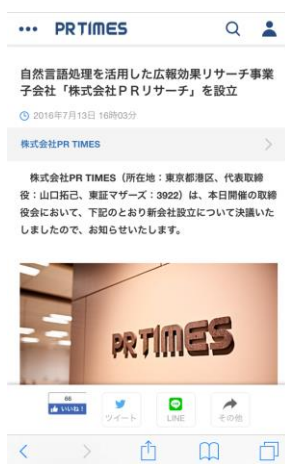 PRTIMES
自然言語処理を活用した広報効果リサーチ事業
子会社「株式会社PRリサーチ」を設立
2016年7月13日 16時03分
株式会社PR TIMES
株式会社PR TIMES（所在地：東京都港区、代表取締
役：山口拓己、東証マザーズ：3922）は、本日開催の取締
役会において、下記のとおり新会社設立について決議いた
しましたので、お知らせいたします。
PRTIMES
66
いいね！
ツイート
LINE
その他